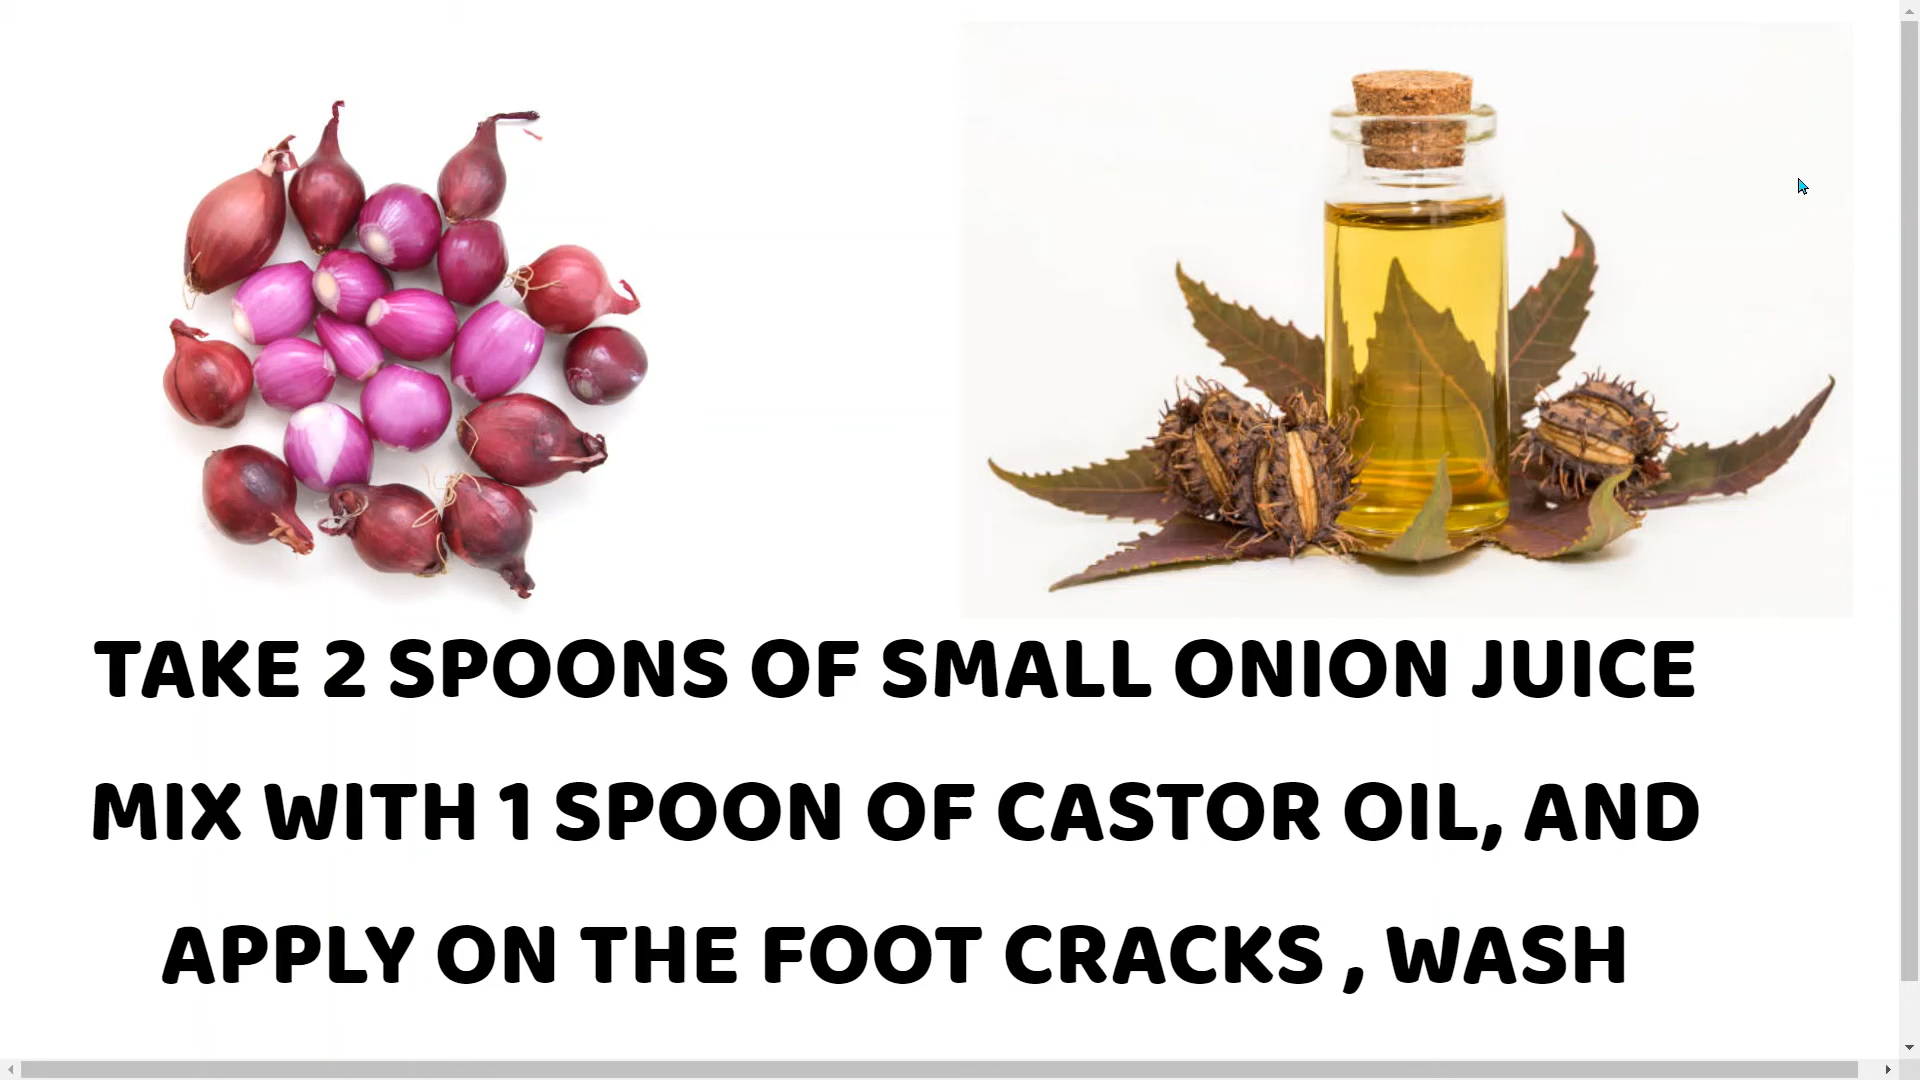 TAKE 2 SPOONS OF SMALL ONION JUICE
MIX WITH 1 SPOON OF CASTOR OIL, AND
APPLY ON THE FOOT CRACKS , WASH